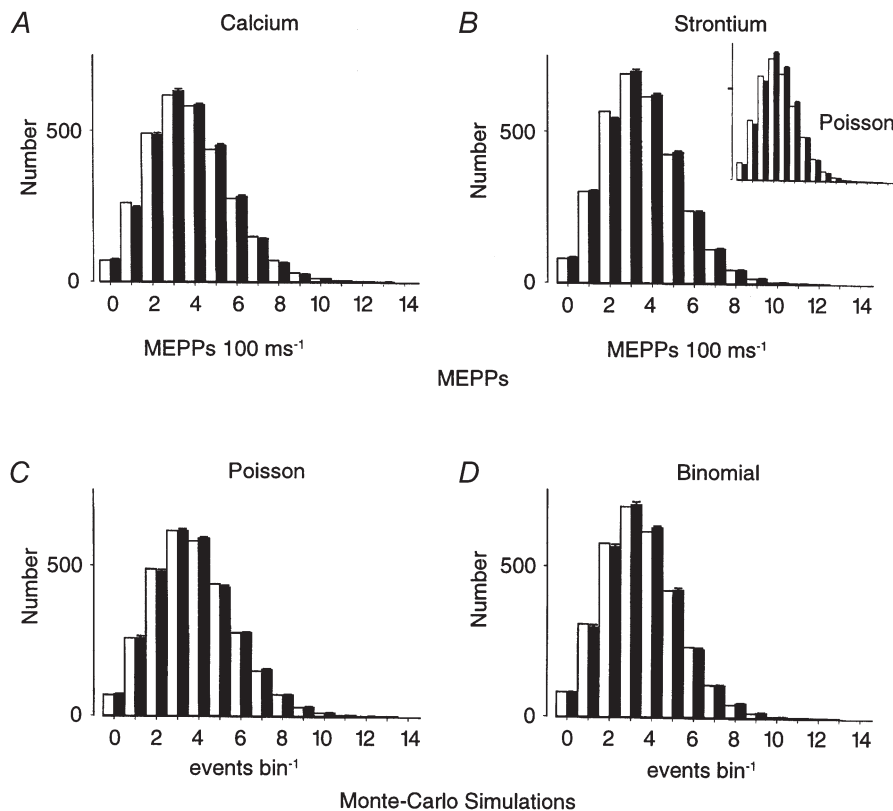 A
Calcium
Number
500
0
0 2 4 6 8 10 12 14
MEPPs 100 ms⁻¹
B
Strontium
Poisson
Number
500
0
0 2 4 6 8 10 12 14
MEPPs 100 ms⁻¹
MEPPs
C
Poisson
Number
500
0
0 2 4 6 8 10 12 14
events bin⁻¹
D
Binomial
Number
500
0
0 2 4 6 8 10 12 14
events bin⁻¹
Monte-Carlo Simulations